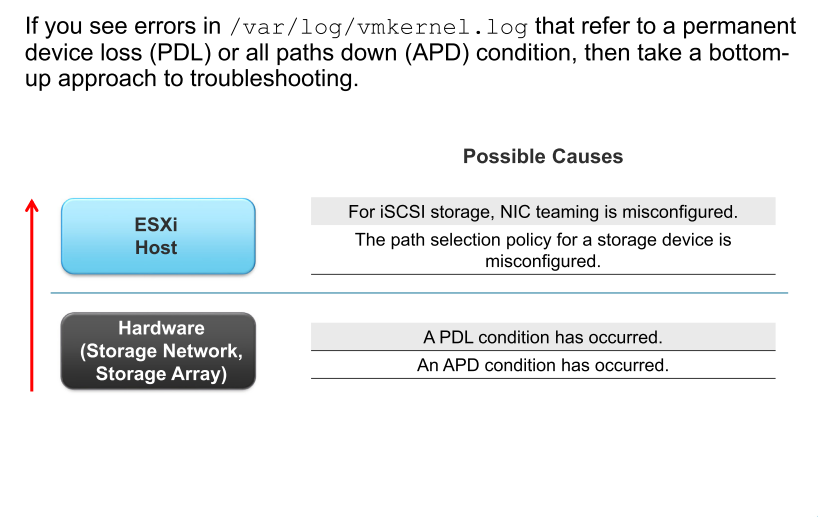 If you see errors in /var/log/vmkernel.log that refer to a permanent
device loss (PDL) or all paths down (APD) condition, then take a bottom-
up approach to troubleshooting.
Possible Causes
ESXi
Host
For iSCSI storage, NIC teaming is misconfigured.
The path selection policy for a storage device is
misconfigured.
Hardware
(Storage Network,
Storage Array)
A PDL condition has occurred.
An APD condition has occurred.